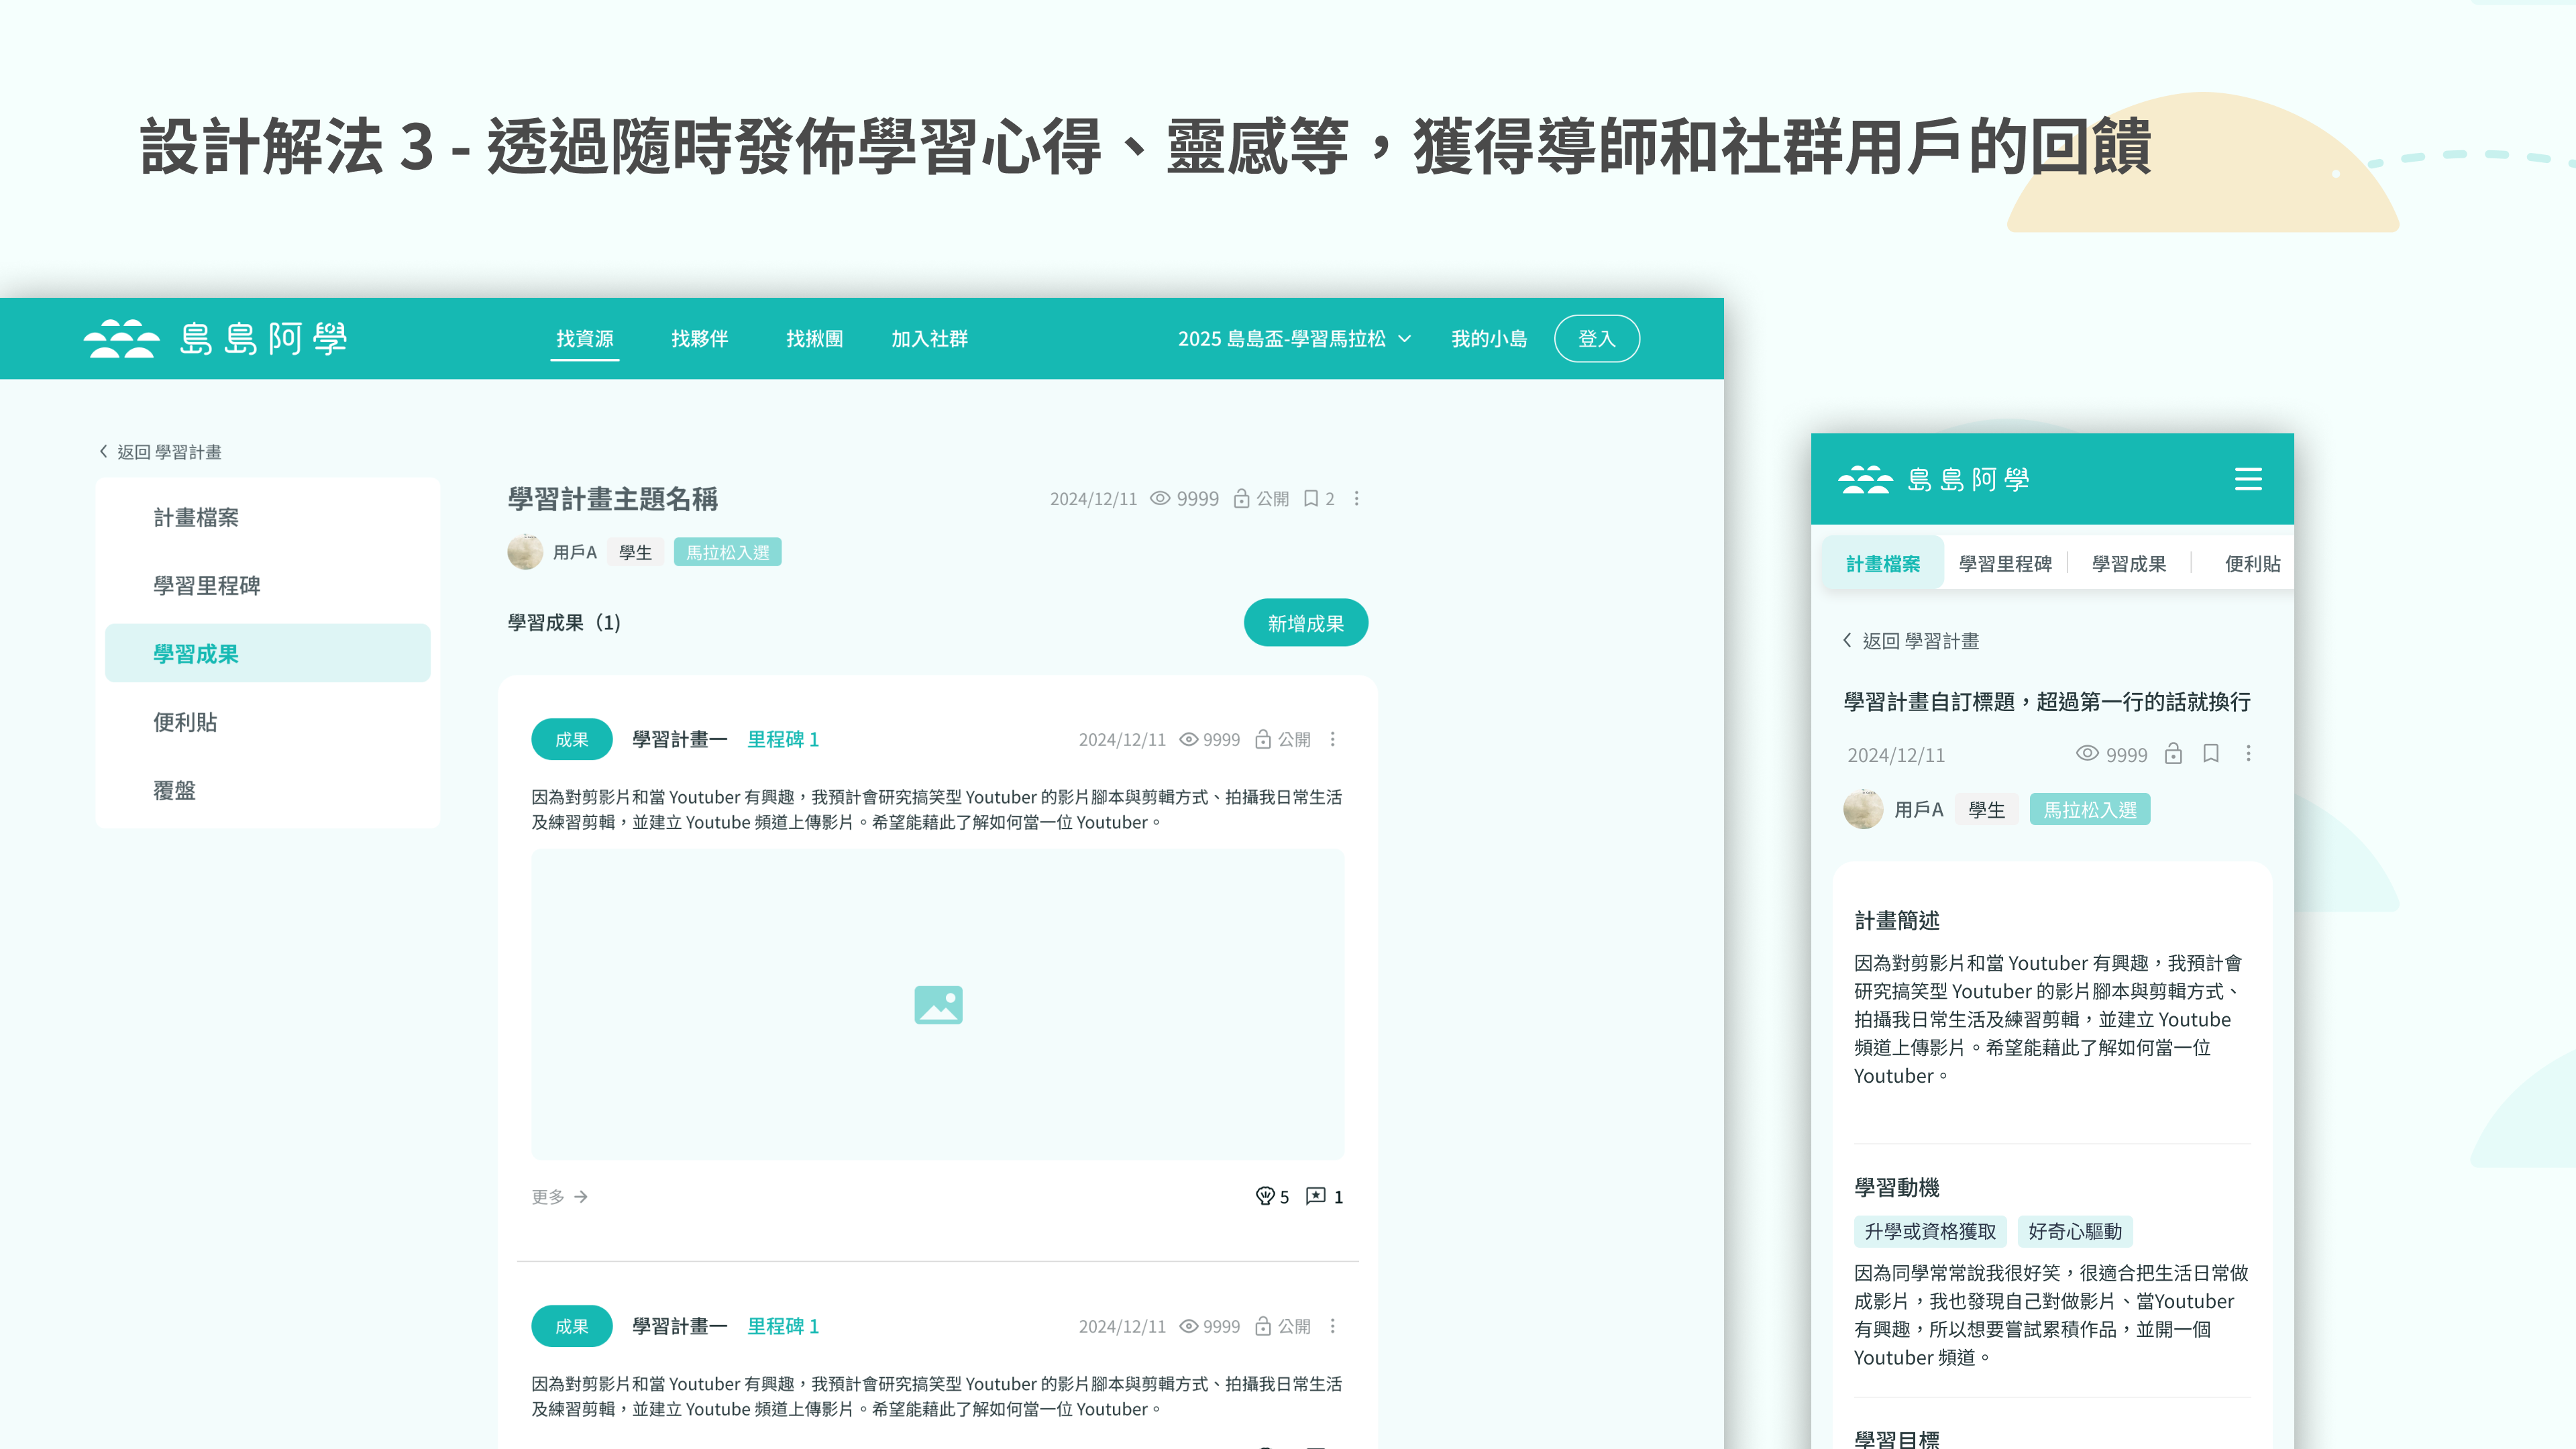 設計解法 3 - 透過隨時發佈學習心得、靈感等，獲得導師和社群用戶的回饋
島島阿學
找資源
找夥伴
找揪團
加入社群
2025 島島盃-學習馬拉松
我的小島
登入
返回 學習計畫
計畫檔案
學習里程碑
學習成果
便利貼
覆盤
學習計畫主題名稱
2024/12/11 9999 公開 2
用戶A 學生 馬拉松入選
學習成果（1）
新增成果
成果 學習計畫一 里程碑 1
2024/12/11 9999 公開
因為對剪影片和當 Youtuber 有興趣，我預計會研究搞笑型 Youtuber 的影片腳本與剪輯方式、拍攝我日常生活
及練習剪輯，並建立 Youtube 頻道上傳影片。希望能藉此了解如何當一位 Youtuber。
更多
5 1
成果 學習計畫一 里程碑 1
2024/12/11 9999 公開
因為對剪影片和當 Youtuber 有興趣，我預計會研究搞笑型 Youtuber 的影片腳本與剪輯方式、拍攝我日常生活
及練習剪輯，並建立 Youtube 頻道上傳影片。希望能藉此了解如何當一位 Youtuber。
島島阿學
計畫檔案 學習里程碑 學習成果 便利貼
返回 學習計畫
學習計畫自訂標題，超過第一行的話就換行
2024/12/11 9999
用戶A 學生 馬拉松入選
計畫簡述
因為對剪影片和當 Youtuber 有興趣，我預計會
研究搞笑型 Youtuber 的影片腳本與剪輯方式、
拍攝我日常生活及練習剪輯，並建立 Youtube
頻道上傳影片。希望能藉此了解如何當一位
Youtuber。
學習動機
升學或資格獲取 好奇心驅動
因為同學常常說我很好笑，很適合把生活日常做
成影片，我也發現自己對做影片、當Youtuber
有興趣，所以想要嘗試累積作品，並開一個
Youtuber 頻道。
學習目標